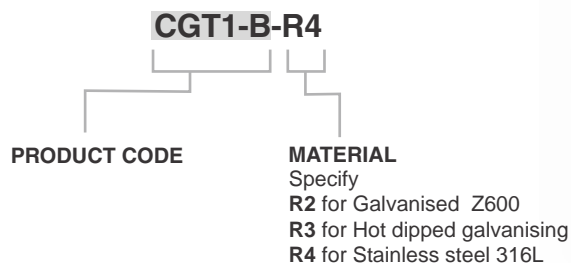 CGT1-B-R4
PRODUCT CODE
MATERIAL
Specify
R2 for Galvanised Z600
R3 for Hot dipped galvanising
R4 for Stainless steel 316L